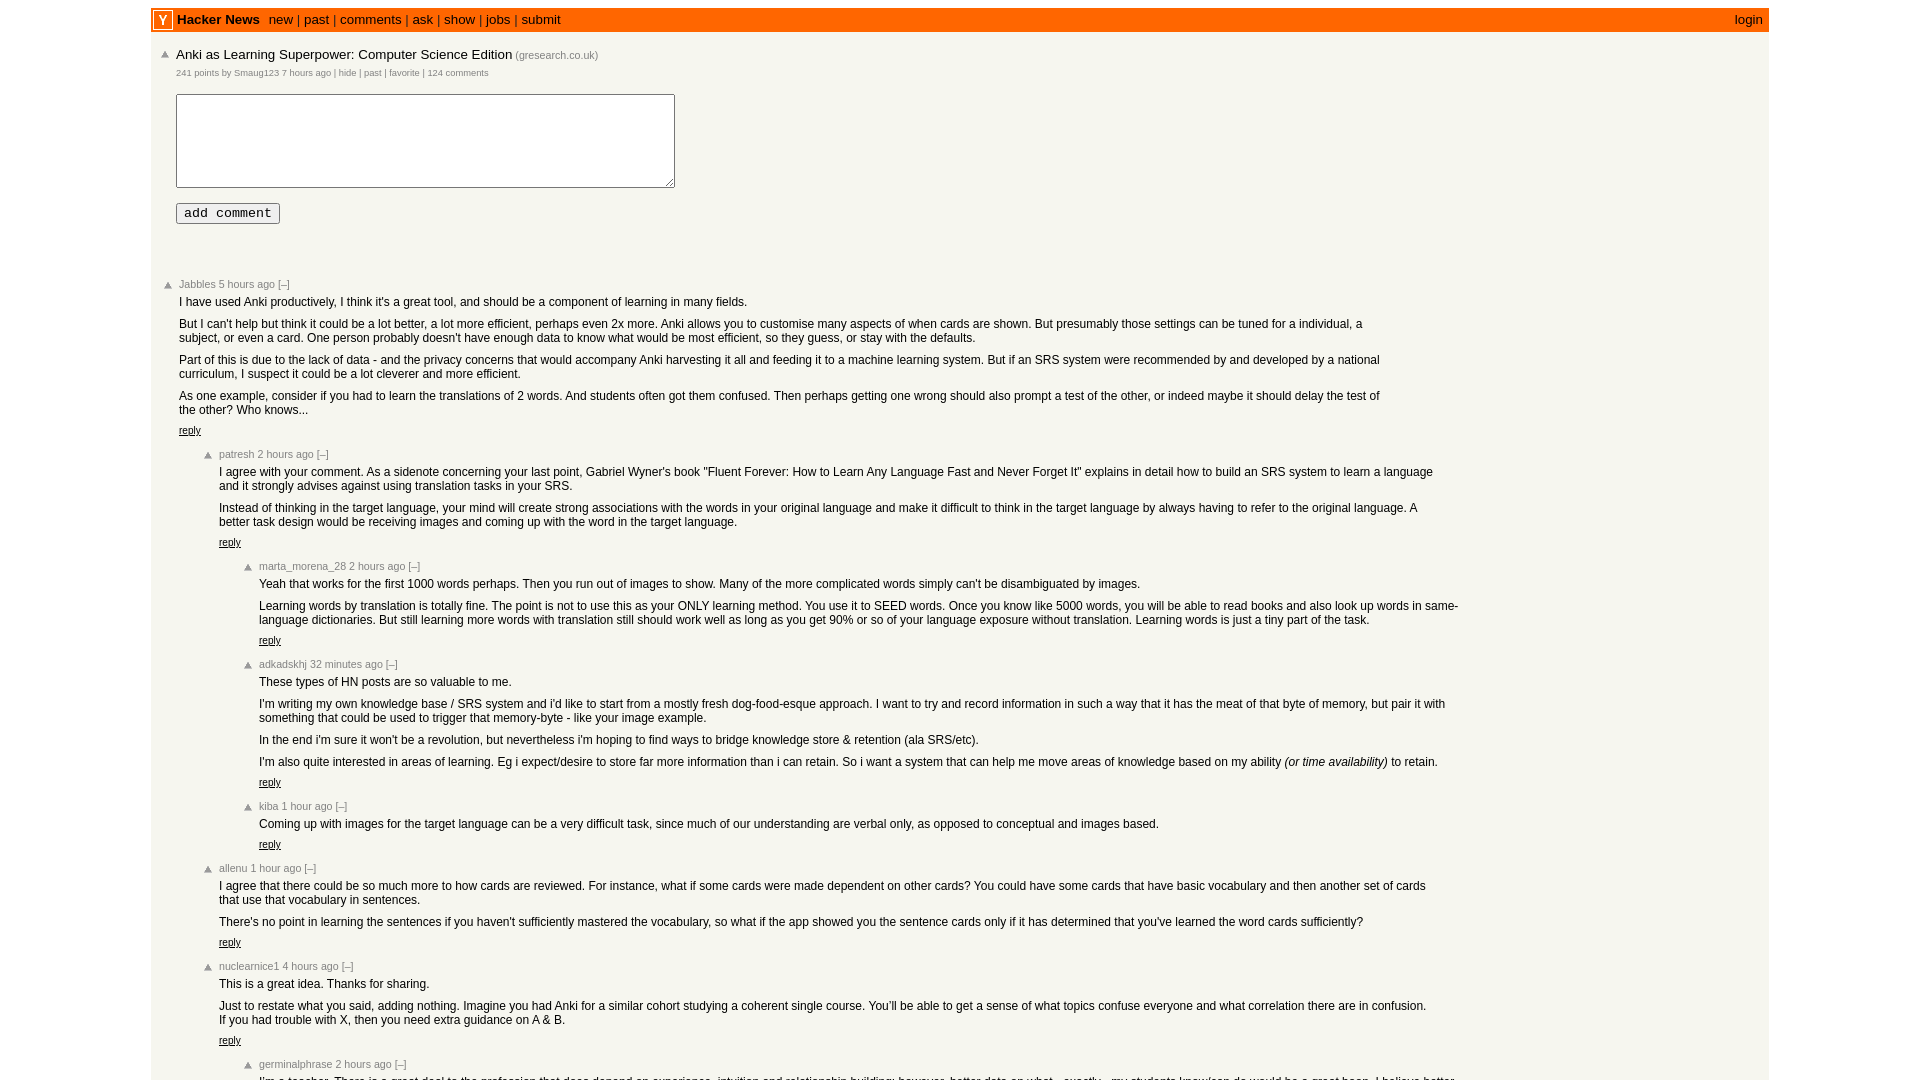 Y Hacker News new | past | comments | ask | show | jobs | submit login
Anki as Learning Superpower: Computer Science Edition (gresearch.co.uk)
241 points by Smaug123 7 hours ago | hide | past | favorite | 124 comments
add comment
Jabbles 5 hours ago [–]
I have used Anki productively, I think it's a great tool, and should be a component of learning in many fields.
But I can't help but think it could be a lot better, a lot more efficient, perhaps even 2x more. Anki allows you to customise many aspects of when cards are shown. But presumably those settings can be tuned for a individual, a
subject, or even a card. One person probably doesn't have enough data to know what would be most efficient, so they guess, or stay with the defaults.
Part of this is due to the lack of data - and the privacy concerns that would accompany Anki harvesting it all and feeding it to a machine learning system. But if an SRS system were recommended by and developed by a national
curriculum, I suspect it could be a lot cleverer and more efficient.
As one example, consider if you had to learn the translations of 2 words. And students often got them confused. Then perhaps getting one wrong should also prompt a test of the other, or indeed maybe it should delay the test of
the other? Who knows...
reply
patresh 2 hours ago [–]
I agree with your comment. As a sidenote concerning your last point, Gabriel Wyner's book "Fluent Forever: How to Learn Any Language Fast and Never Forget It" explains in detail how to build an SRS system to learn a language
and it strongly advises against using translation tasks in your SRS.
Instead of thinking in the target language, your mind will create strong associations with the words in your original language and make it difficult to think in the target language by always having to refer to the original language. A
better task design would be receiving images and coming up with the word in the target language.
reply
marta_morena_28 2 hours ago [–]
Yeah that works for the first 1000 words perhaps. Then you run out of images to show. Many of the more complicated words simply can't be disambiguated by images.
Learning words by translation is totally fine. The point is not to use this as your ONLY learning method. You use it to SEED words. Once you know like 5000 words, you will be able to read books and also look up words in same-
language dictionaries. But still learning more words with translation still should work well as long as you get 90% or so of your language exposure without translation. Learning words is just a tiny part of the task.
reply
adkadskhj 32 minutes ago [–]
These types of HN posts are so valuable to me.
I'm writing my own knowledge base / SRS system and i'd like to start from a mostly fresh dog-food-esque approach. I want to try and record information in such a way that it has the meat of that byte of memory, but pair it with
something that could be used to trigger that memory-byte - like your image example.
In the end i'm sure it won't be a revolution, but nevertheless i'm hoping to find ways to bridge knowledge store & retention (ala SRS/etc).
I'm also quite interested in areas of learning. Eg i expect/desire to store far more information than i can retain. So i want a system that can help me move areas of knowledge based on my ability (or time availability) to retain.
reply
kiba 1 hour ago [–]
Coming up with images for the target language can be a very difficult task, since much of our understanding are verbal only, as opposed to conceptual and images based.
reply
allenu 1 hour ago [–]
I agree that there could be so much more to how cards are reviewed. For instance, what if some cards were made dependent on other cards? You could have some cards that have basic vocabulary and then another set of cards
that use that vocabulary in sentences.
There's no point in learning the sentences if you haven't sufficiently mastered the vocabulary, so what if the app showed you the sentence cards only if it has determined that you've learned the word cards sufficiently?
reply
nuclearnice1 4 hours ago [–]
This is a great idea. Thanks for sharing.
Just to restate what you said, adding nothing. Imagine you had Anki for a similar cohort studying a coherent single course. You’ll be able to get a sense of what topics confuse everyone and what correlation there are in confusion.
If you had trouble with X, then you need extra guidance on A & B.
reply
germinalphrase 2 hours ago [–]